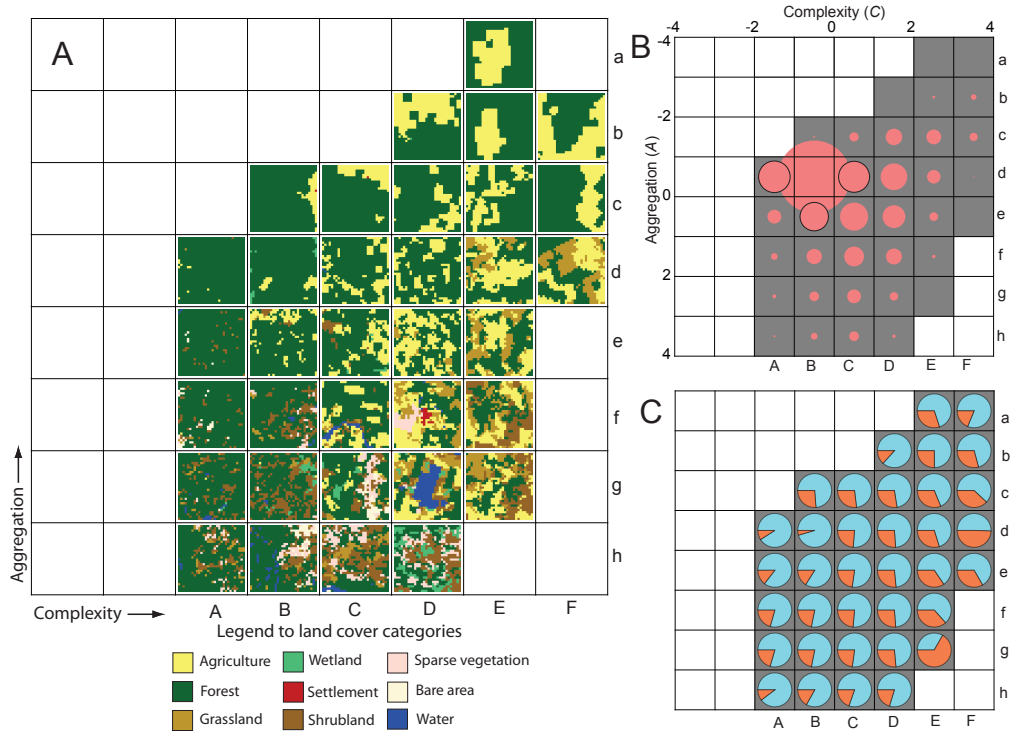 A
a
b
c
d
e
f
g
h
Aggregation
Complexity
A B C D E F
Legend to land cover categories
Agriculture Wetland Sparse vegetation
Forest Settlement Bare area
Grassland Shrubland Water
Complexity (C)
-4 -2 0 2 4
B
Aggregation (A)
-4
-2
0
2
4
a
b
c
d
e
f
g
h
A B C D E F
C
a
b
c
d
e
f
g
h
A B C D E F